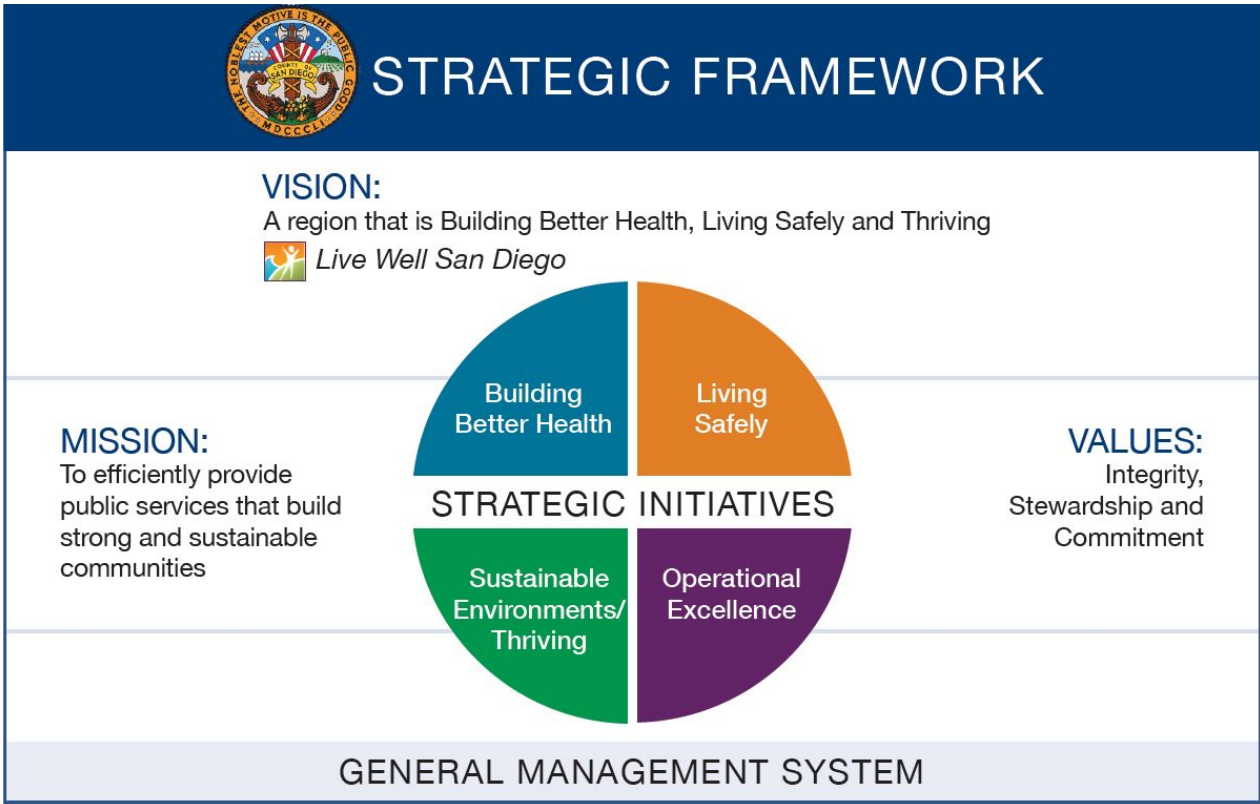 THE NOBLEST MOTIVE IS THE PUBLIC GOOD
COUNTY OF
SAN DIEGO
MDCCCLI
STRATEGIC FRAMEWORK
VISION:
A region that is Building Better Health, Living Safely and Thriving
Live Well San Diego
Building
Better Health
Living
Safely
MISSION:
To efficiently provide
public services that build
strong and sustainable
communities
STRATEGIC INITIATIVES
VALUES:
Integrity,
Stewardship and
Commitment
Sustainable
Environments/
Thriving
Operational
Excellence
GENERAL MANAGEMENT SYSTEM